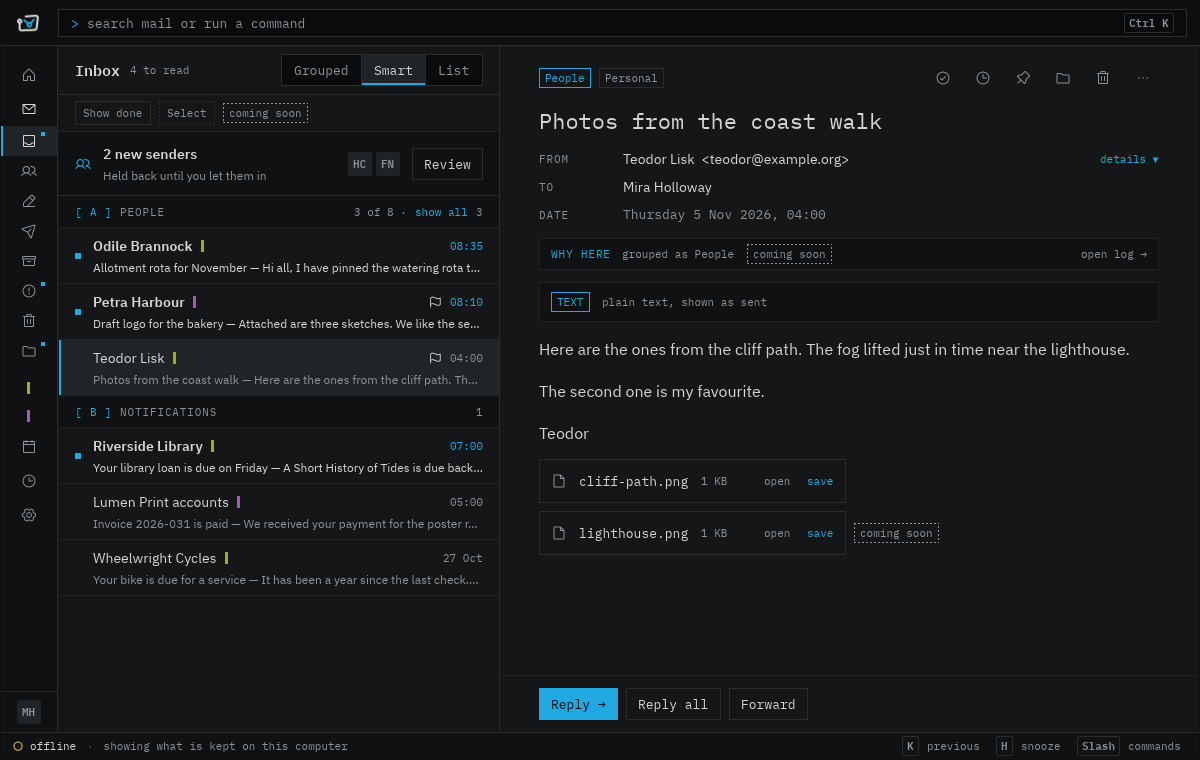 > search mail or run a command
Ctrl K
Inbox 4 to read
Grouped Smart List
Show done Select coming soon
2 new senders
Held back until you let them in
HC FN Review
[ A ] PEOPLE 3 of 8 · show all 3
Odile Brannock 08:35
Allotment rota for November — Hi all, I have pinned the watering rota t…
Petra Harbour 08:10
Draft logo for the bakery — Attached are three sketches. We like the se…
Teodor Lisk 04:00
Photos from the coast walk — Here are the ones from the cliff path. Th…
[ B ] NOTIFICATIONS 1
Riverside Library 07:00
Your library loan is due on Friday — A Short History of Tides is due back…
Lumen Print accounts 05:00
Invoice 2026-031 is paid — We received your payment for the poster r…
Wheelwright Cycles 27 Oct
Your bike is due for a service — It has been a year since the last check.…
MH
People Personal
Photos from the coast walk
FROM Teodor Lisk <teodor@example.org> details ▾
TO Mira Holloway
DATE Thursday 5 Nov 2026, 04:00
WHY HERE grouped as People coming soon open log →
TEXT plain text, shown as sent
Here are the ones from the cliff path. The fog lifted just in time near the lighthouse.
The second one is my favourite.
Teodor
cliff-path.png 1 KB open save
lighthouse.png 1 KB open save coming soon
Reply → Reply all Forward
offline · showing what is kept on this computer
K previous H snooze Slash commands